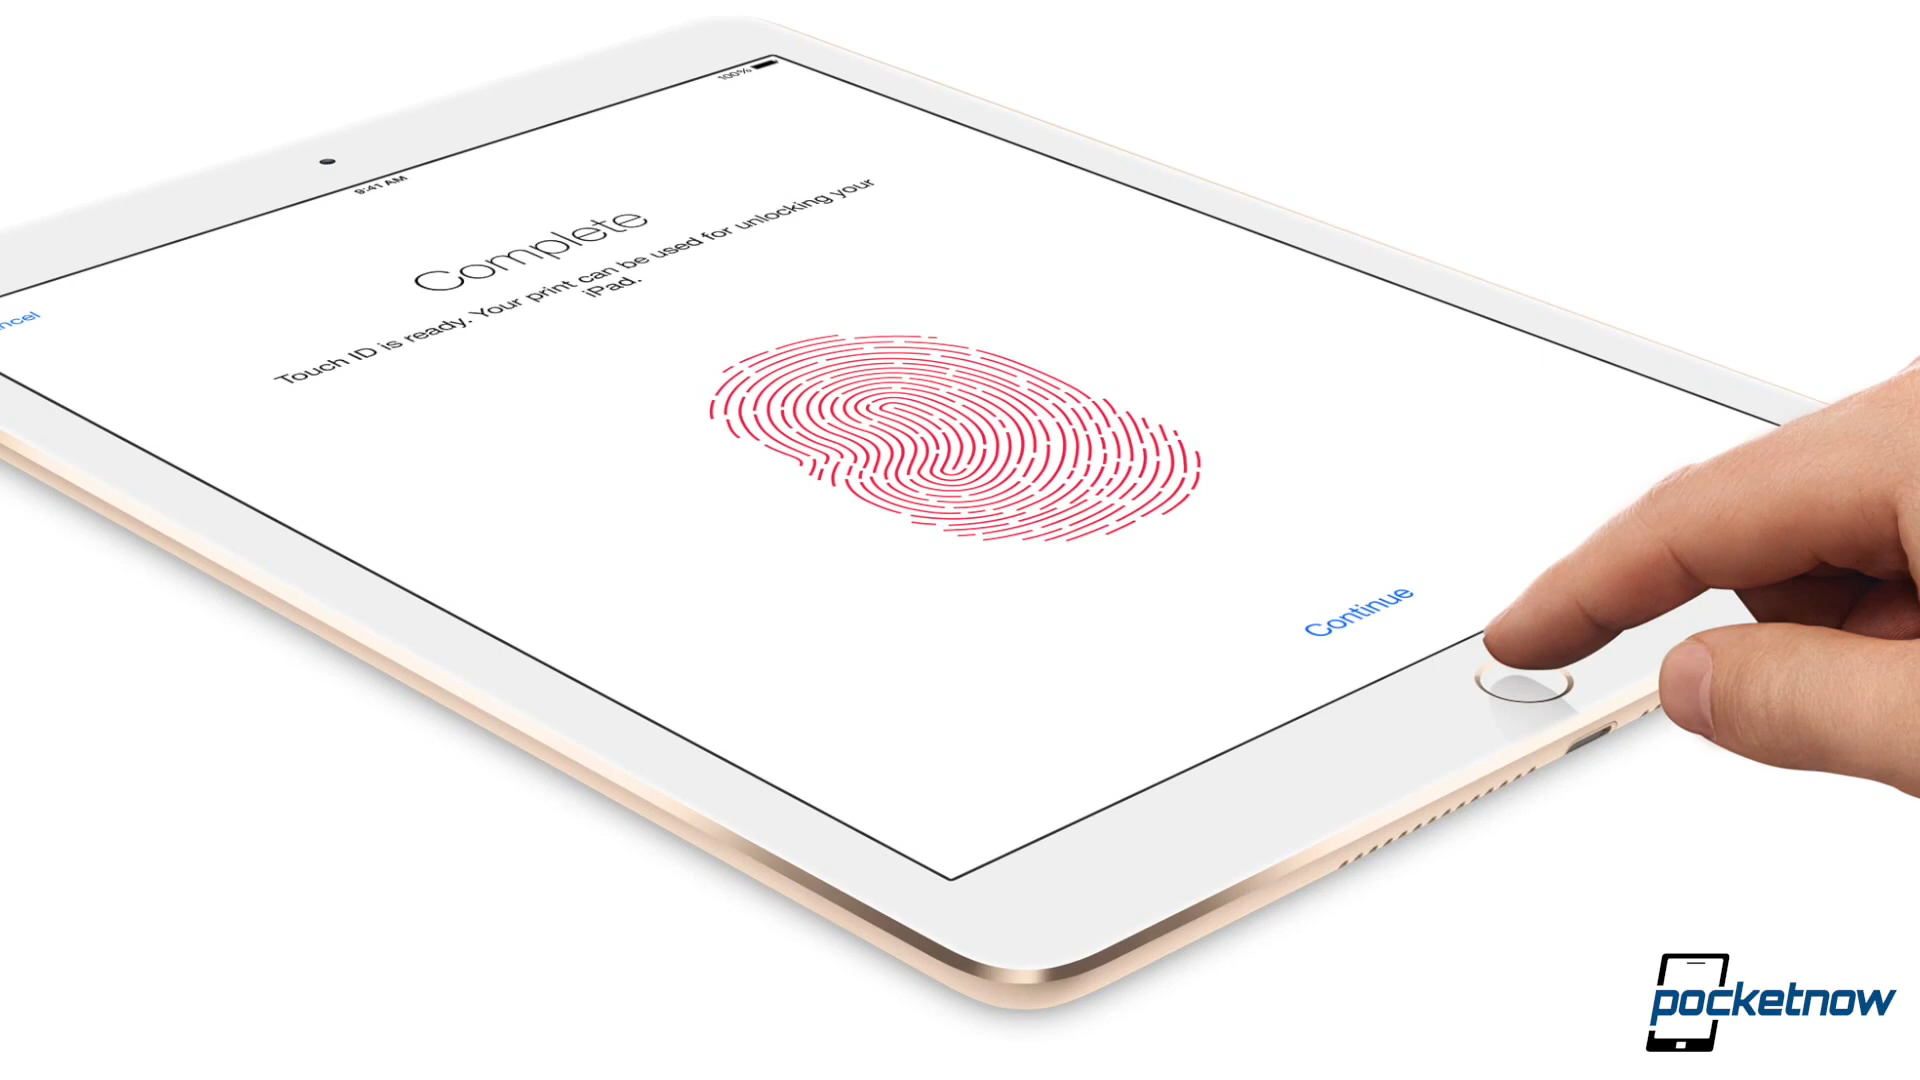 100%
9:41 AM
Complete
Touch ID is ready. Your print can be used for unlocking your
iPad.
ncel
Continue
pocketnow